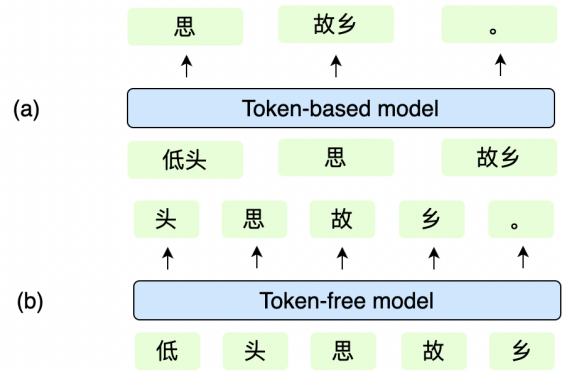 思 故乡 。
(a) Token-based model
低头 思 故乡
头 思 故 乡 。
(b) Token-free model
低 头 思 故 乡